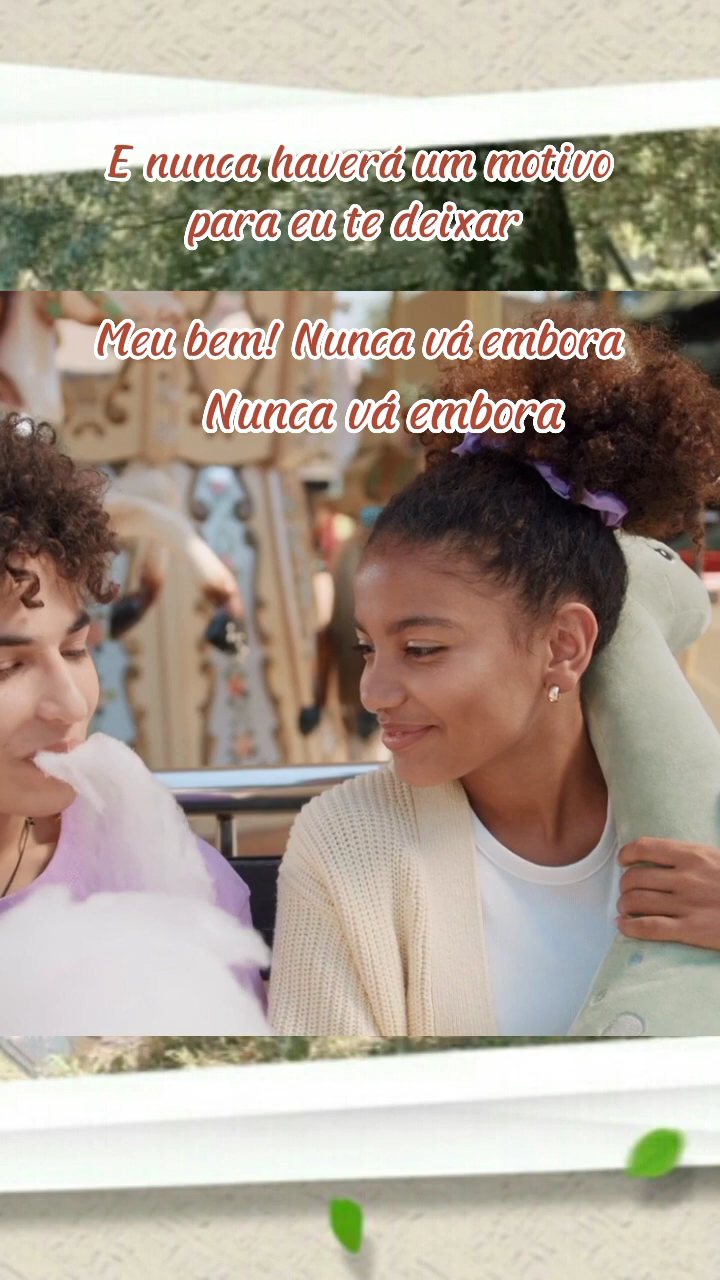 E nunca haverá um motivo
para eu te deixar
Meu bem! Nunca vá embora
Nunca vá embora